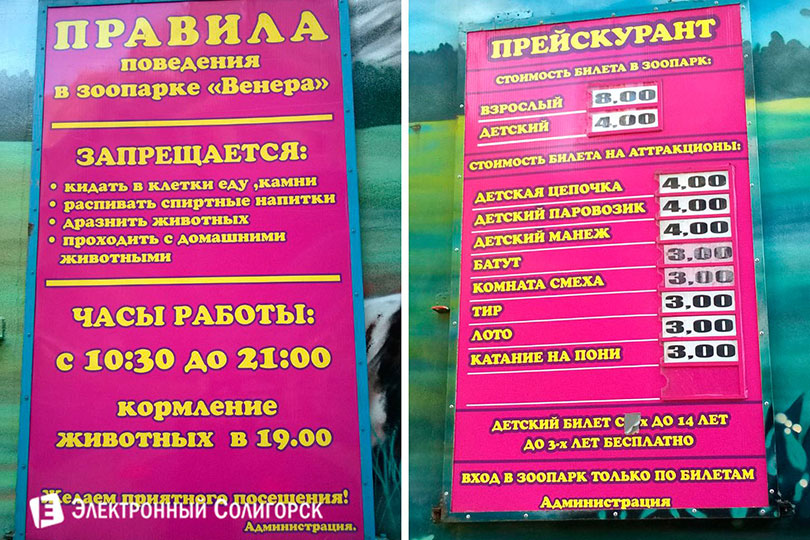 ПРАВИЛА
поведения
в зоопарке «Венера»
ЗАПРЕЩАЕТСЯ:
• кидать в клетки еду ,камни
• распивать спиртные напитки
• дразнить животных
• проходить с домашними
животными
ЧАСЫ РАБОТЫ:
с 10:30 до 21:00
кормление
животных в 19.00
Желаем приятного посещения!
Администрация.
Е Электронный Солигорск
ПРЕЙСКУРАНТ
СТОИМОСТЬ БИЛЕТА В ЗООПАРК:
ВЗРОСЛЫЙ 8,00
ДЕТСКИЙ 4,00
СТОИМОСТЬ БИЛЕТА НА АТТРАКЦИОНЫ:
ДЕТСКАЯ ЦЕПОЧКА 4,00
ДЕТСКИЙ ПАРОВОЗИК 4,00
ДЕТСКИЙ МАНЕЖ 4,00
БАТУТ 3,00
КОМНАТА СМЕХА 3,00
ТИР 3,00
ЛОТО 3,00
КАТАНИЕ НА ПОНИ 3,00
ДЕТСКИЙ БИЛЕТ С х ДО 14 ЛЕТ
ДО 3-х ЛЕТ БЕСПЛАТНО
ВХОД В ЗООПАРК ТОЛЬКО ПО БИЛЕТАМ
Администрация